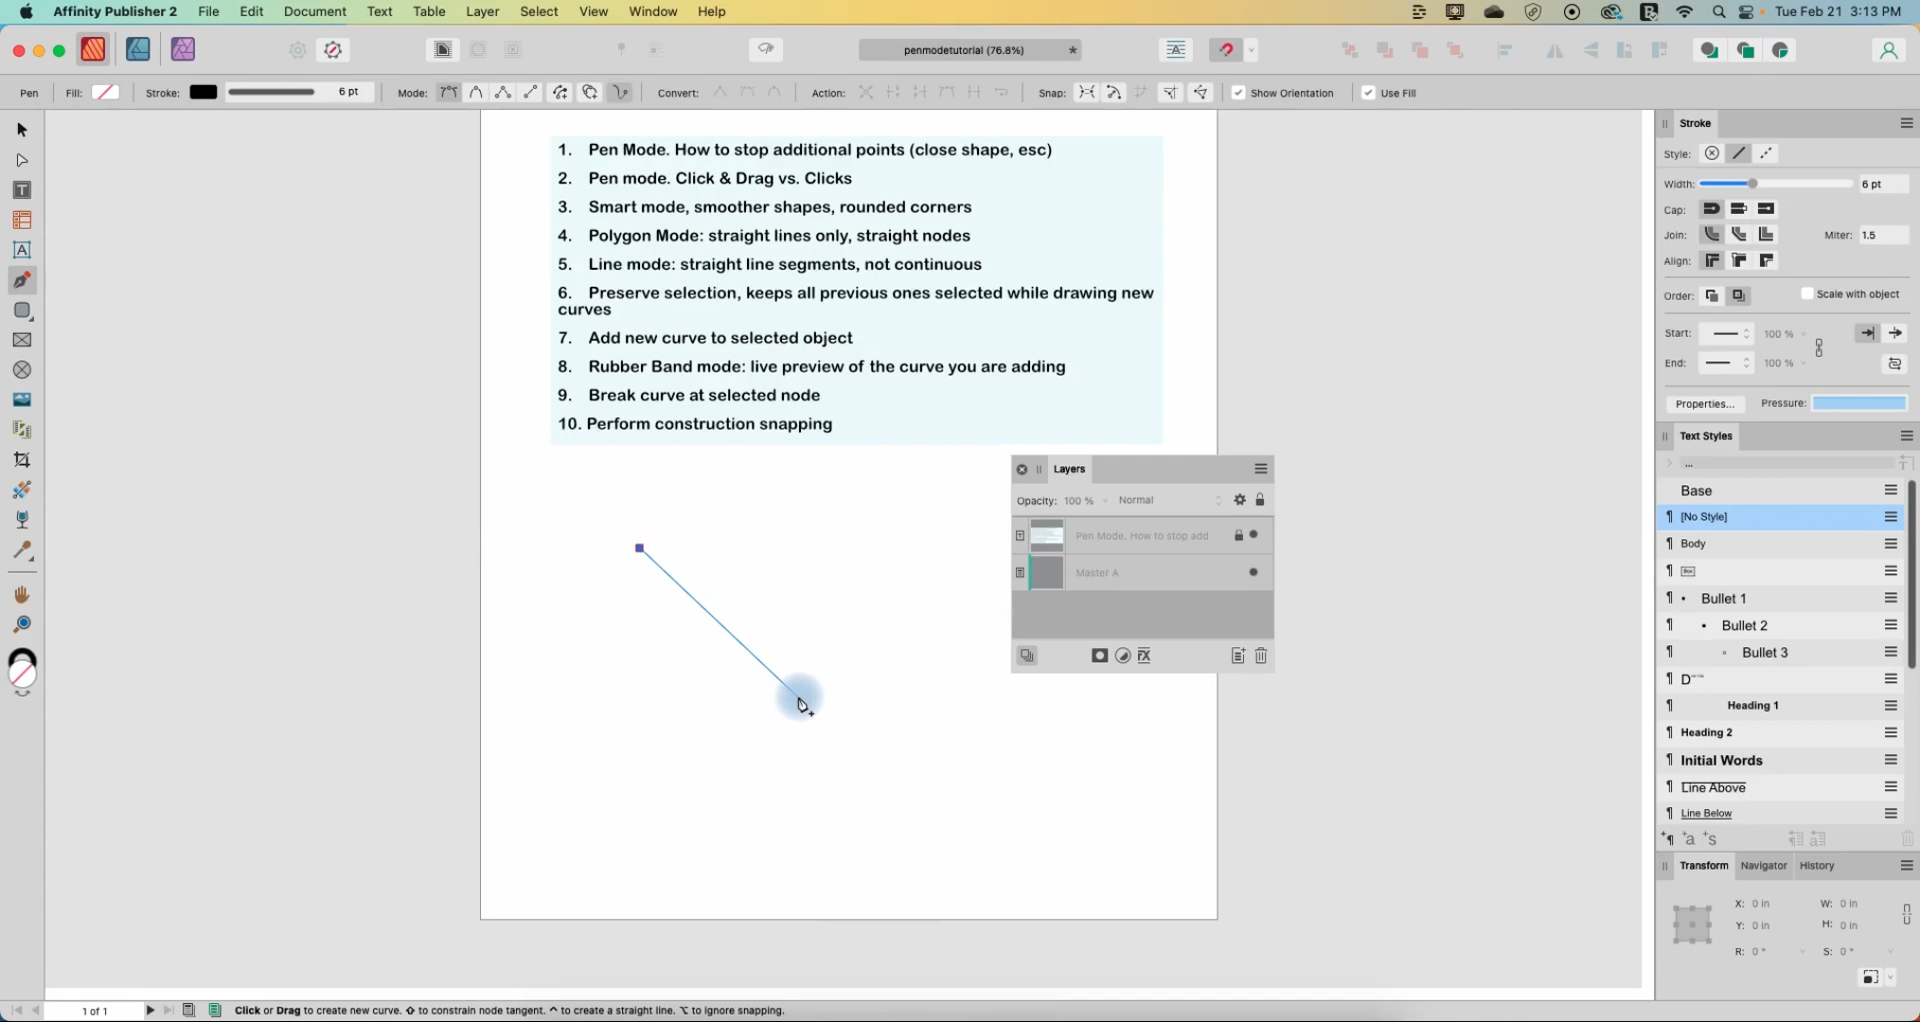 Affinity Publisher 2 File Edit Document Text Table Layer Select View Window Help Tue Feb 21 3:13 PM
penmodetutorial (76.8%) *
Pen Fill: Stroke: 6 pt Mode: Convert: Action: Snap: Show Orientation Use Fill
1. Pen Mode. How to stop additional points (close shape, esc)
2. Pen mode. Click & Drag vs. Clicks
3. Smart mode, smoother shapes, rounded corners
4. Polygon Mode: straight lines only, straight nodes
5. Line mode: straight line segments, not continuous
6. Preserve selection, keeps all previous ones selected while drawing new
curves
7. Add new curve to selected object
8. Rubber Band mode: live preview of the curve you are adding
9. Break curve at selected node
10. Perform construction snapping
Layers
Opacity: 100 % Normal
Pen Mode. How to stop add
Master A
Stroke
Style:
Width: 6 pt
Cap:
Join: Miter: 1.5
Align:
Order: Scale with object
Start: 100 %
End: 100 %
Properties... Pressure:
Text Styles
...
Base
[No Style]
Body
Bullet 1
Bullet 2
Bullet 3
Heading 1
Heading 2
Initial Words
Line Above
Line Below
Transform Navigator History
X: 0 in W: 0 in
Y: 0 in H: 0 in
R: 0 ° S: 0 °
1 of 1 Click or Drag to create new curve. ⇧ to constrain node tangent. ^ to create a straight line. ⌥ to ignore snapping.